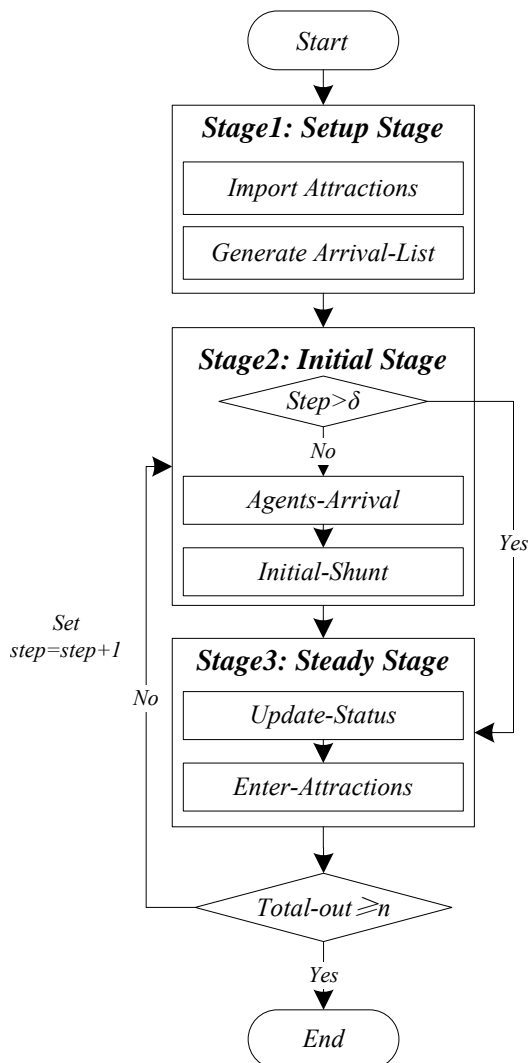 Start
Stage1: Setup Stage
Import Attractions
Generate Arrival-List
Stage2: Initial Stage
Step>δ
No
Agents-Arrival
Yes
Initial-Shunt
Set
step=step+1
Stage3: Steady Stage
No
Update-Status
Enter-Attractions
Total-out⩾n
Yes
End